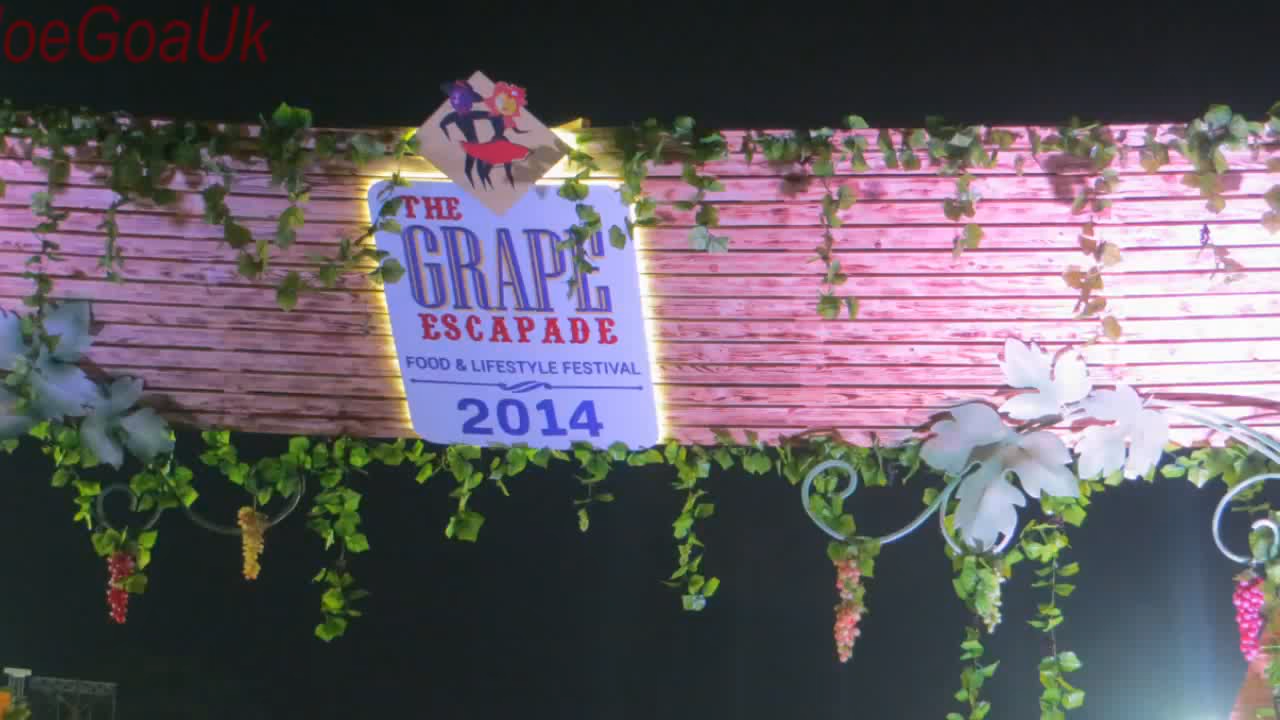 JoeGoaUk
THE
GRAPE
ESCAPADE
FOOD & LIFESTYLE FESTIVAL
2014